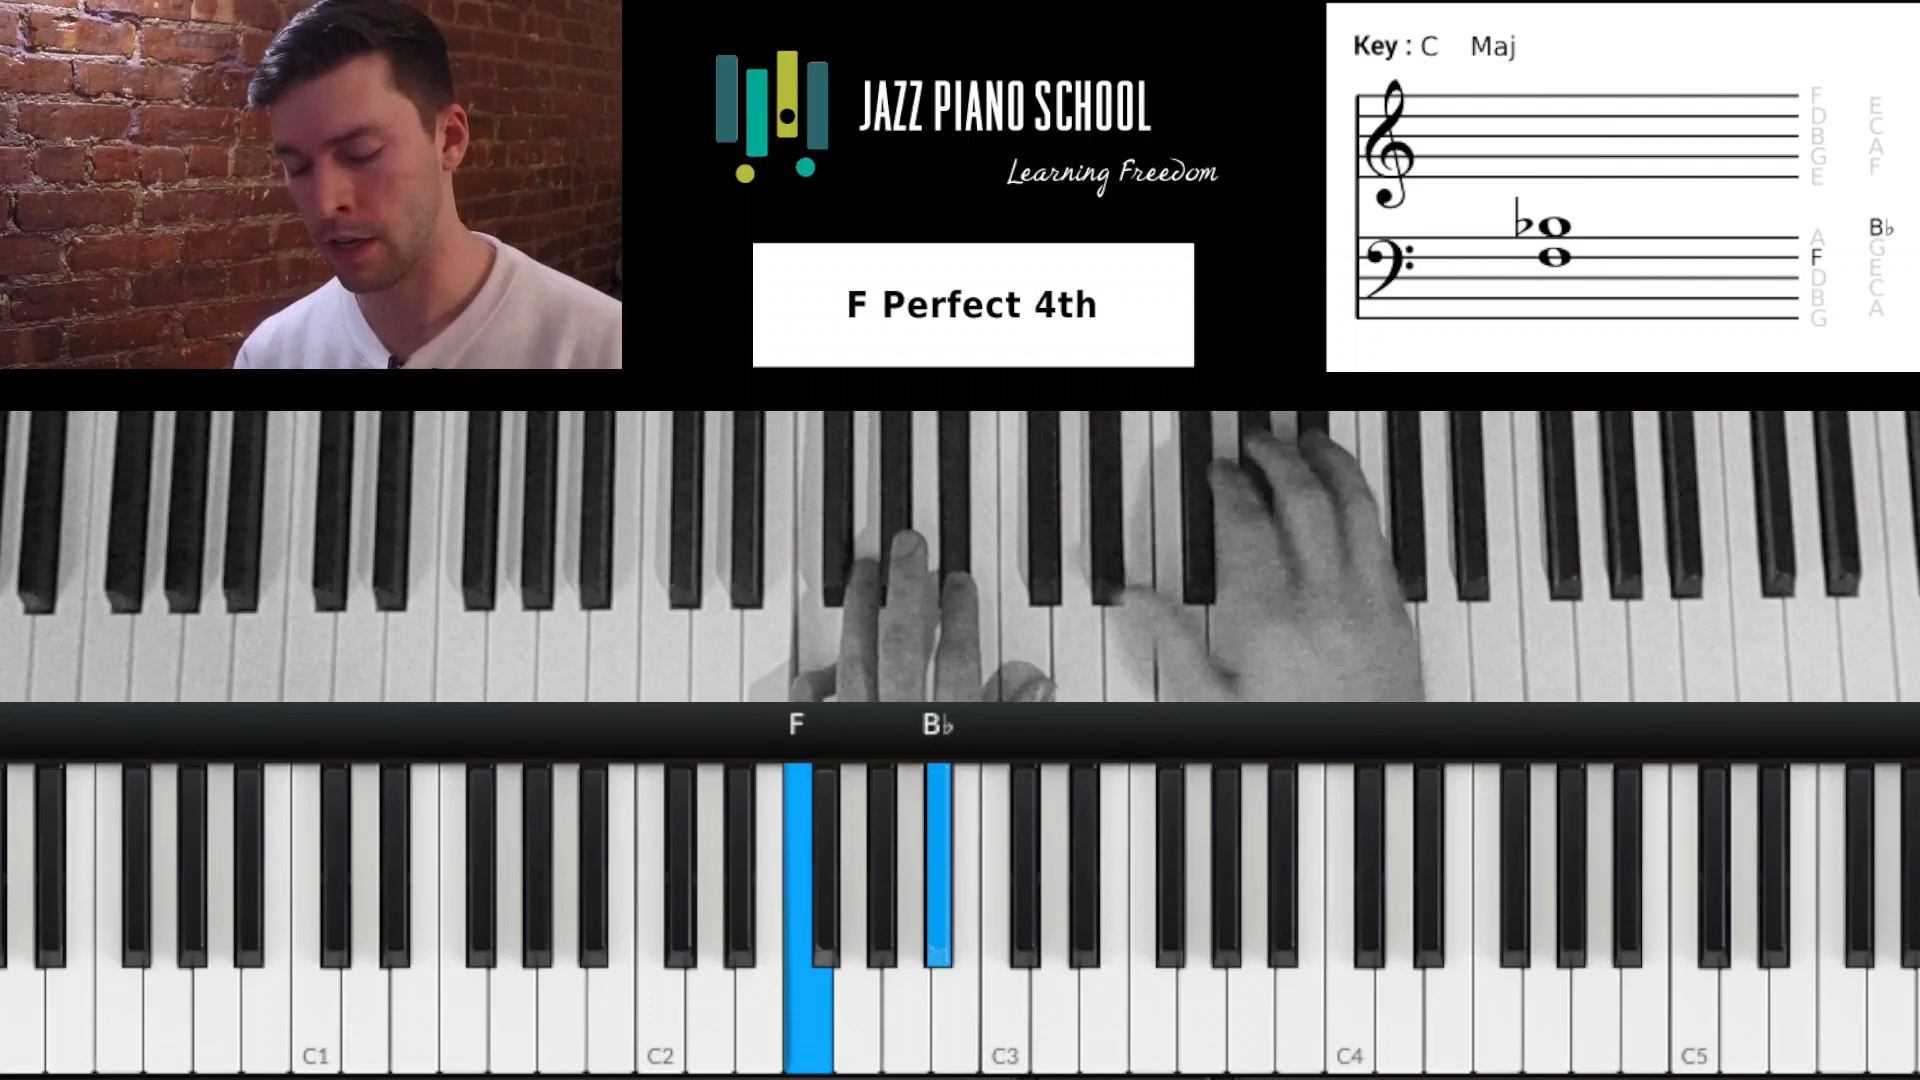 JAZZ PIANO SCHOOL
Learning Freedom
F Perfect 4th
Key : C Maj
F
D
B
G
E
E
C
A
F
A
F
D
B
G
B♭
G
E
C
A
F B♭
C1 C2 C3 C4 C5